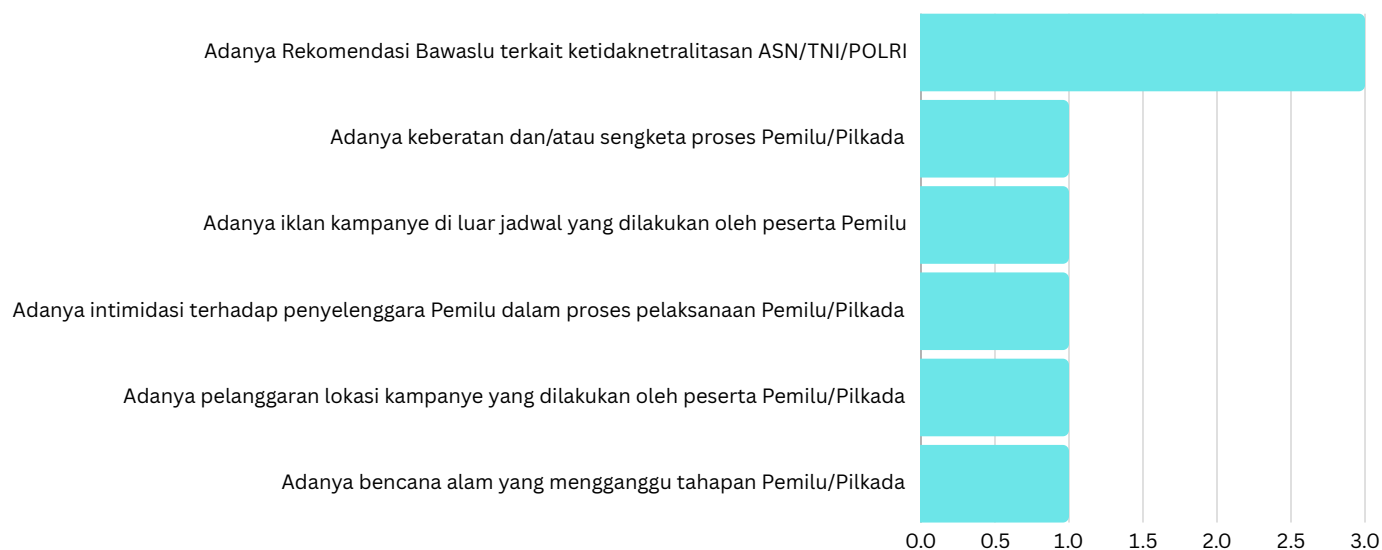 Adanya Rekomendasi Bawaslu terkait ketidaknetralitasan ASN/TNI/POLRI
Adanya keberatan dan/atau sengketa proses Pemilu/Pilkada
Adanya iklan kampanye di luar jadwal yang dilakukan oleh peserta Pemilu
Adanya intimidasi terhadap penyelenggara Pemilu dalam proses pelaksanaan Pemilu/Pilkada
Adanya pelanggaran lokasi kampanye yang dilakukan oleh peserta Pemilu/Pilkada
Adanya bencana alam yang mengganggu tahapan Pemilu/Pilkada
0.0 0.5 1.0 1.5 2.0 2.5 3.0